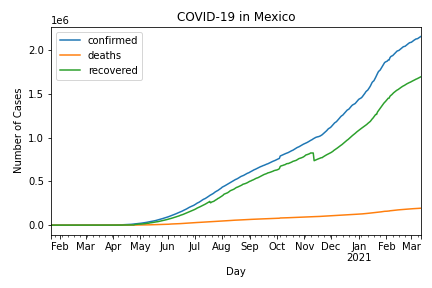 COVID-19 in Mexico
1e6
confirmed
deaths
recovered
2.0
1.5
1.0
0.5
0.0
Number of Cases
Feb Mar Apr May Jun Jul Aug Sep Oct Nov Dec Jan Feb Mar
2021
Day